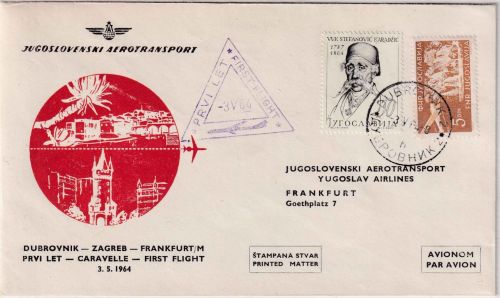 JUGOSLOVENSKI AEROTRANSPORT
PRVI LET
FIRST FLIGHT
-3 V 64
VUK STEFANOVIĆ KARADŽIĆ
1787
1864
JUGOSLAVIJA
FNR JUGOSLAVIJA
DUBROVNIK
JUGOSLOVENSKI AEROTRANSPORT
YUGOSLAV AIRLINES
FRANKFURT
Goethplatz 7
DUBROVNIK — ZAGREB — FRANKFURT/M
PRVI LET — CARAVELLE — FIRST FLIGHT
3. 5. 1964
ŠTAMPANA STVAR
PRINTED MATTER
AVIONOM
PAR AVION